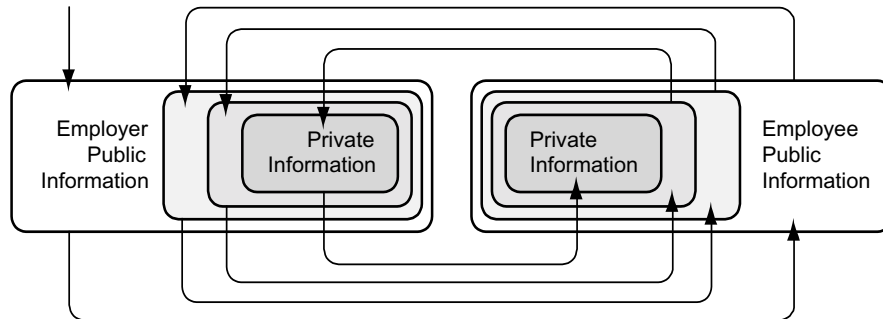 Employer
Public
Information
Private
Information
Private
Information
Employee
Public
Information